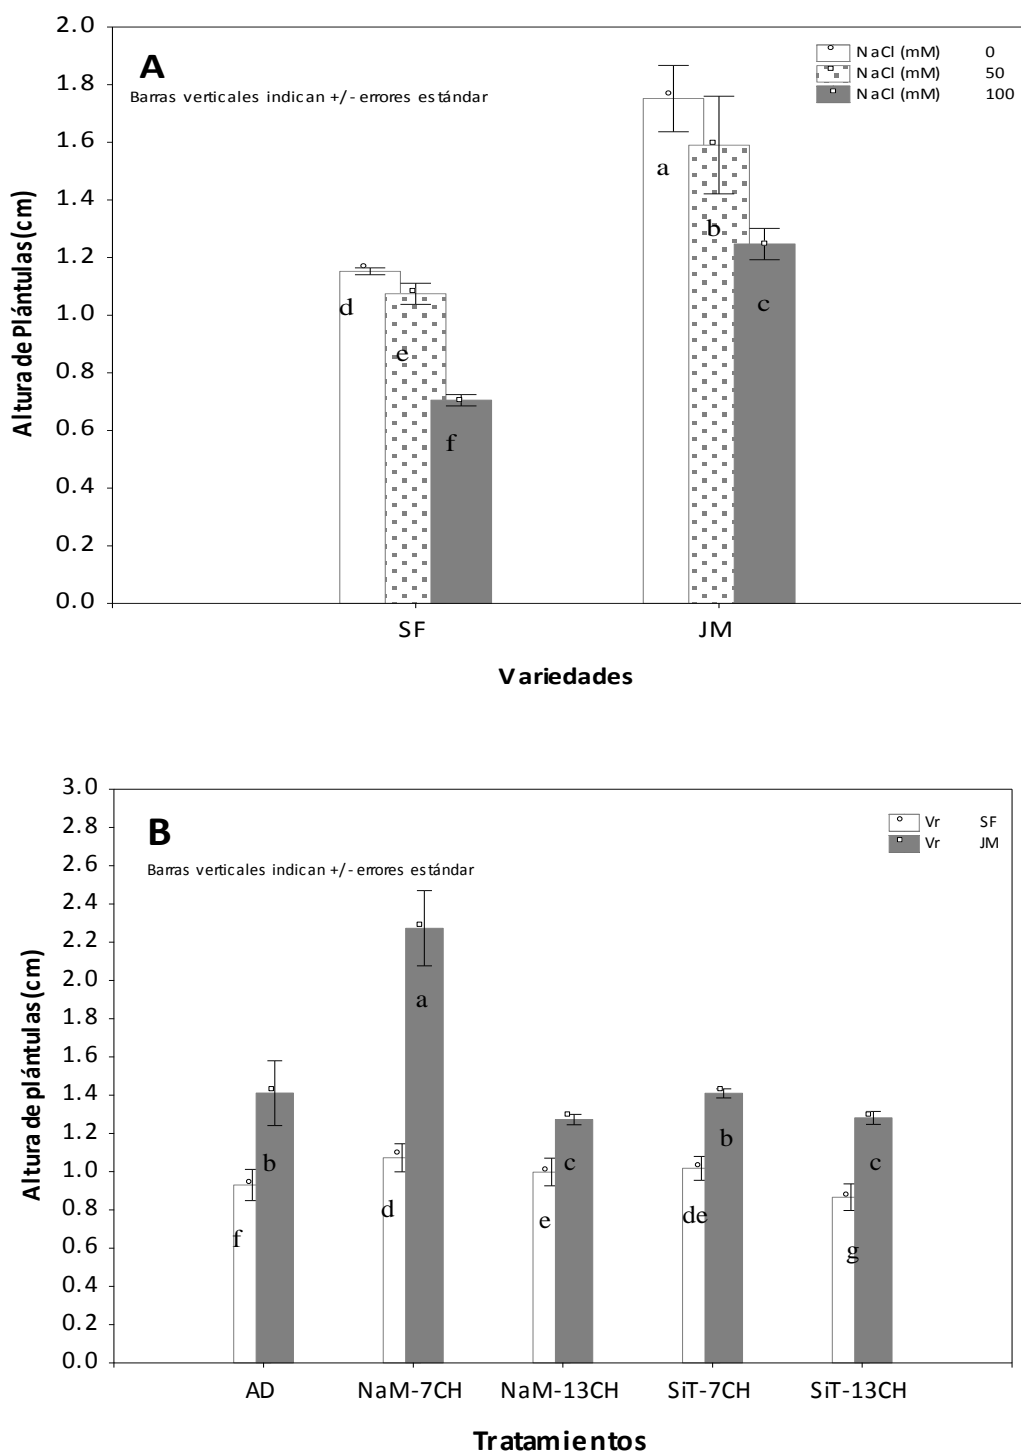 2.0
A
Barras verticales indican +/- errores estándar
NaCl (mM) 0
NaCl (mM) 50
NaCl (mM) 100
1.8
1.6
1.4
1.2
1.0
0.8
0.6
0.4
0.2
0.0
Altura de Plántulas (cm)
d
e
f
a
b
c
SF
JM
Variedades
3.0
B
Barras verticales indican +/- errores estándar
Vr SF
Vr JM
2.8
2.6
2.4
2.2
2.0
1.8
1.6
1.4
1.2
1.0
0.8
0.6
0.4
0.2
0.0
Altura de plántulas (cm)
f
b
d
a
e
c
de
b
g
c
AD
NaM-7CH
NaM-13CH
SiT-7CH
SiT-13CH
Tratamientos